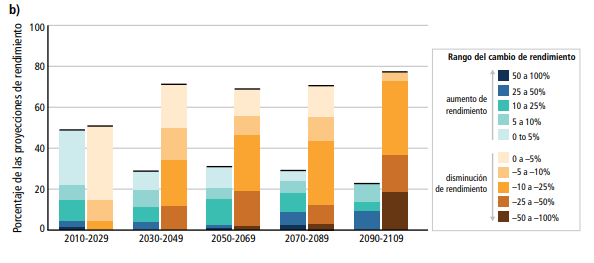 b)
Porcentaje de las proyecciones de rendimiento
100
80
60
40
20
0
2010-2029
2030-2049
2050-2069
2070-2089
2090-2109
Rango del cambio de rendimiento
aumento de
rendimiento
50 a 100%
25 a 50%
10 a 25%
5 a 10%
0 to 5%
disminución
de rendimiento
0 a –5%
–5 a –10%
–10 a –25%
–25 a –50%
–50 a –100%